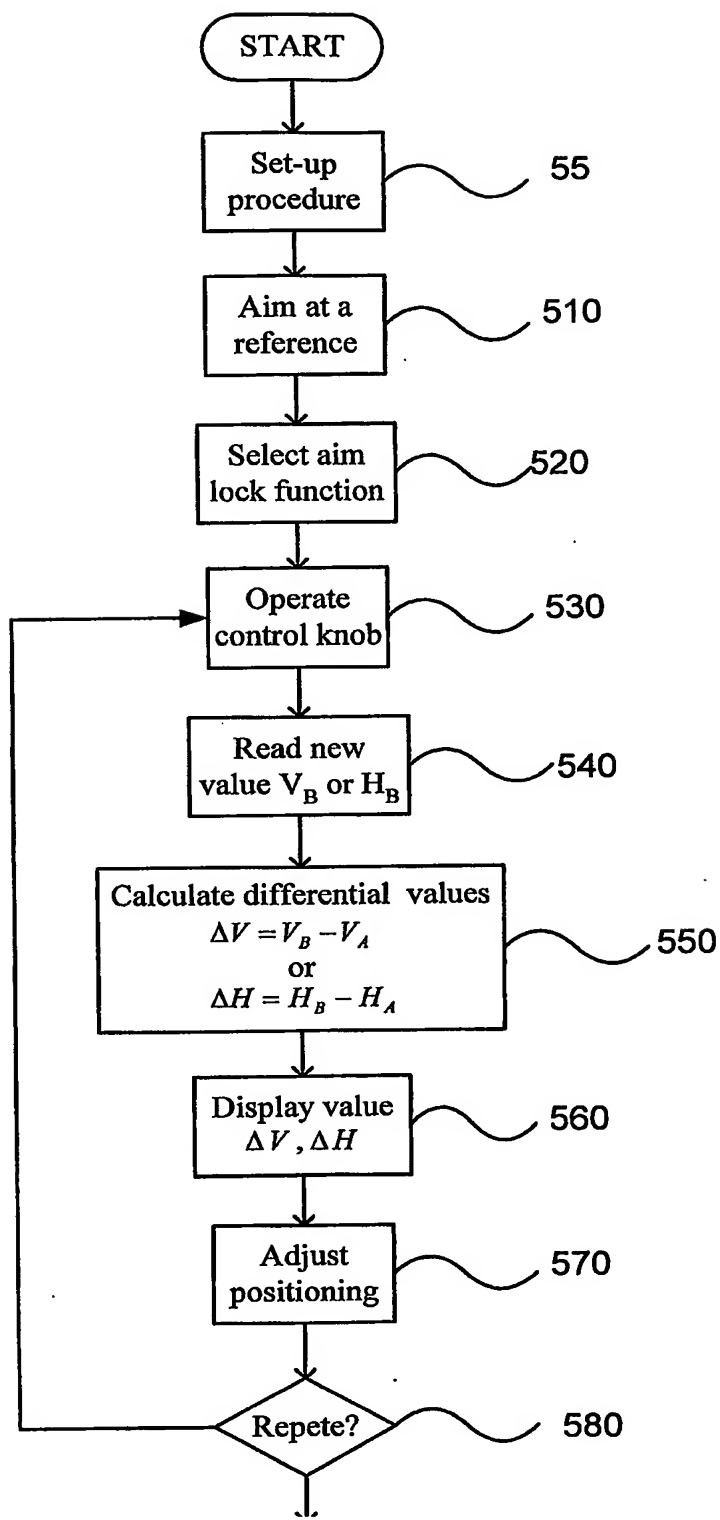 START
Set-up
procedure
55
Aim at a
reference
510
Select aim
lock function
520
Operate
control knob
530
Read new
value V_B or H_B
540
Calculate differential values
ΔV = V_B − V_A
or
ΔH = H_B − H_A
550
Display value
ΔV , ΔH
560
Adjust
positioning
570
Repete?
580